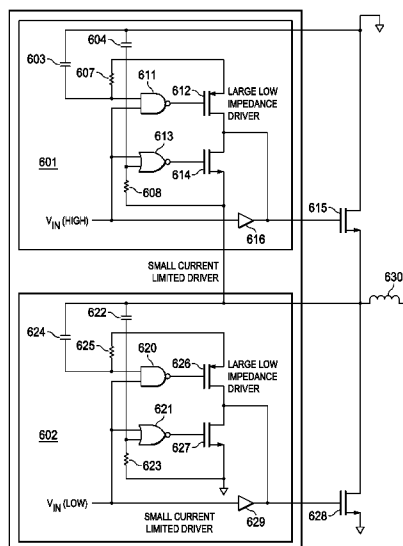 604
603
607
611
612
LARGE LOW
IMPEDANCE
DRIVER
613
601
614
608
615
VIN (HIGH)
616
SMALL CURRENT
LIMITED DRIVER
630
622
624
625
620
626
LARGE LOW
IMPEDANCE
DRIVER
621
627
602
623
VIN (LOW)
SMALL CURRENT
LIMITED DRIVER
629
628